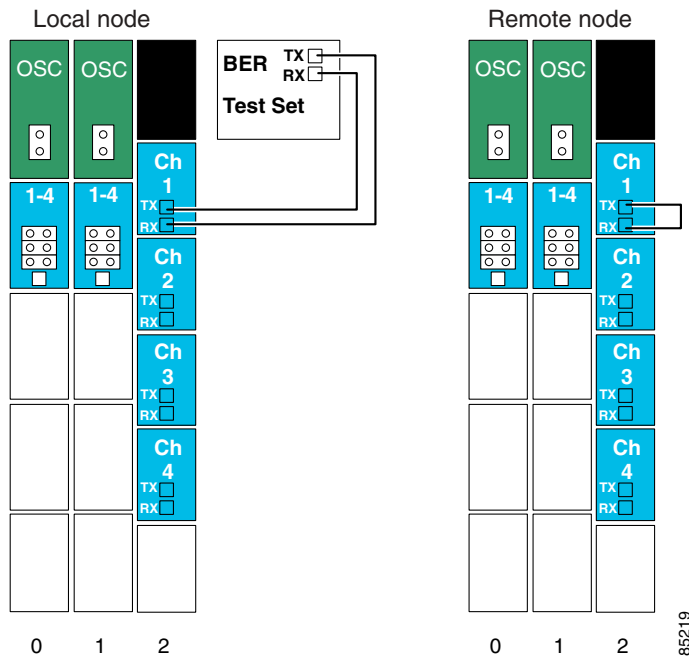 Local node
Remote node
OSC
OSC
BER
TX
RX
Test Set
OSC
OSC
Ch
1
TX
RX
1-4
1-4
Ch
2
TX
RX
Ch
3
TX
RX
Ch
4
TX
RX
0
1
2
Ch
1
TX
RX
1-4
1-4
Ch
2
TX
RX
Ch
3
TX
RX
Ch
4
TX
RX
0
1
2
85219